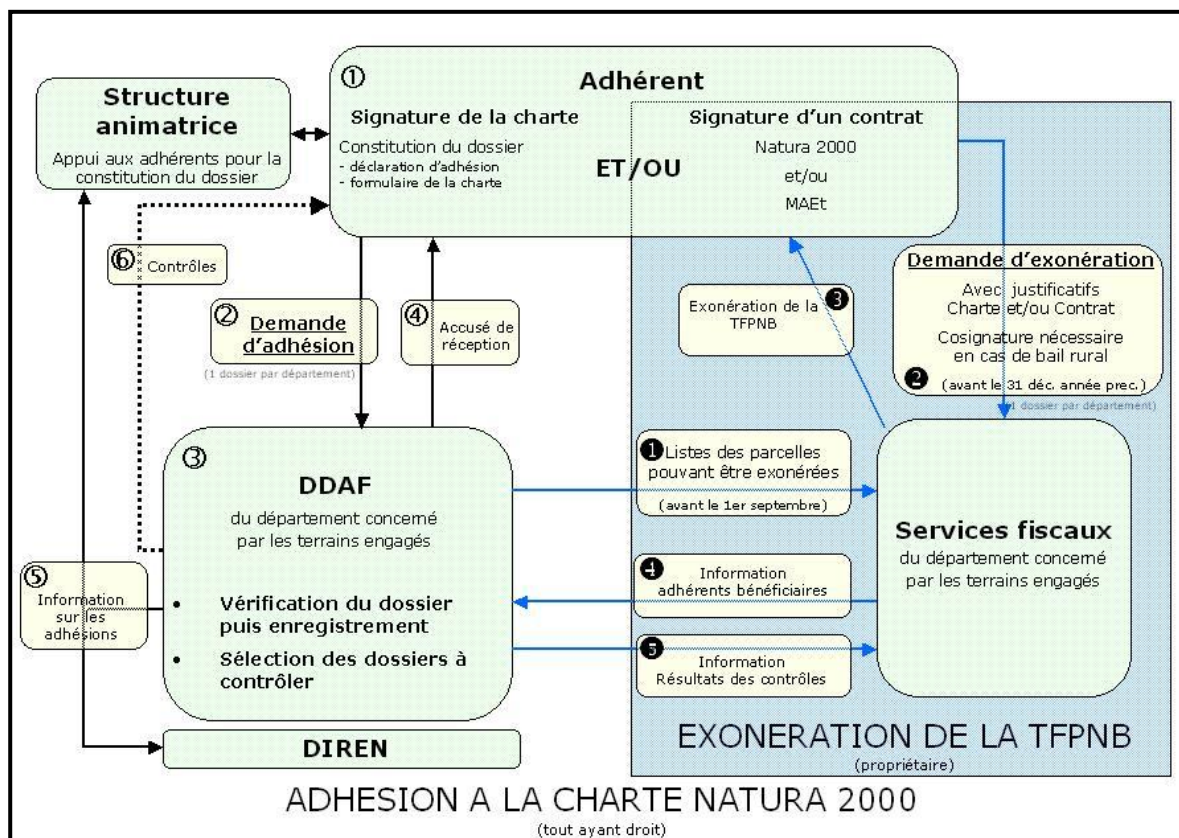 ①
Adhérent
Structure
animatrice
Appui aux adhérents pour la
constitution du dossier
Signature de la charte
Constitution du dossier
- déclaration d'adhésion
- formulaire de la charte
ET/OU
Signature d'un contrat
Natura 2000
et/ou
MAEt
⑥ Contrôles
② Demande
d'adhésion
(1 dossier par département)
④ Accusé de
réception
Exonération de la ❸
TFPNB
Demande d'exonération
Avec justificatifs
Charte et/ou Contrat
Cosignature nécessaire
en cas de bail rural
❷ (avant le 31 déc. année prec.)
(1 dossier par département)
③
DDAF
du département concerné
par les terrains engagés
• Vérification du dossier
puis enregistrement
• Sélection des dossiers à
contrôler
❶ Listes des parcelles
pouvant être exonérées
(avant le 1er septembre)
Services fiscaux
du département concerné
par les terrains engagés
❹ Information
adhérents bénéficiaires
⑤ Information
sur les
adhésions
❺ Information
Résultats des contrôles
DIREN
EXONERATION DE LA TFPNB
(propriétaire)
ADHESION A LA CHARTE NATURA 2000
(tout ayant droit)